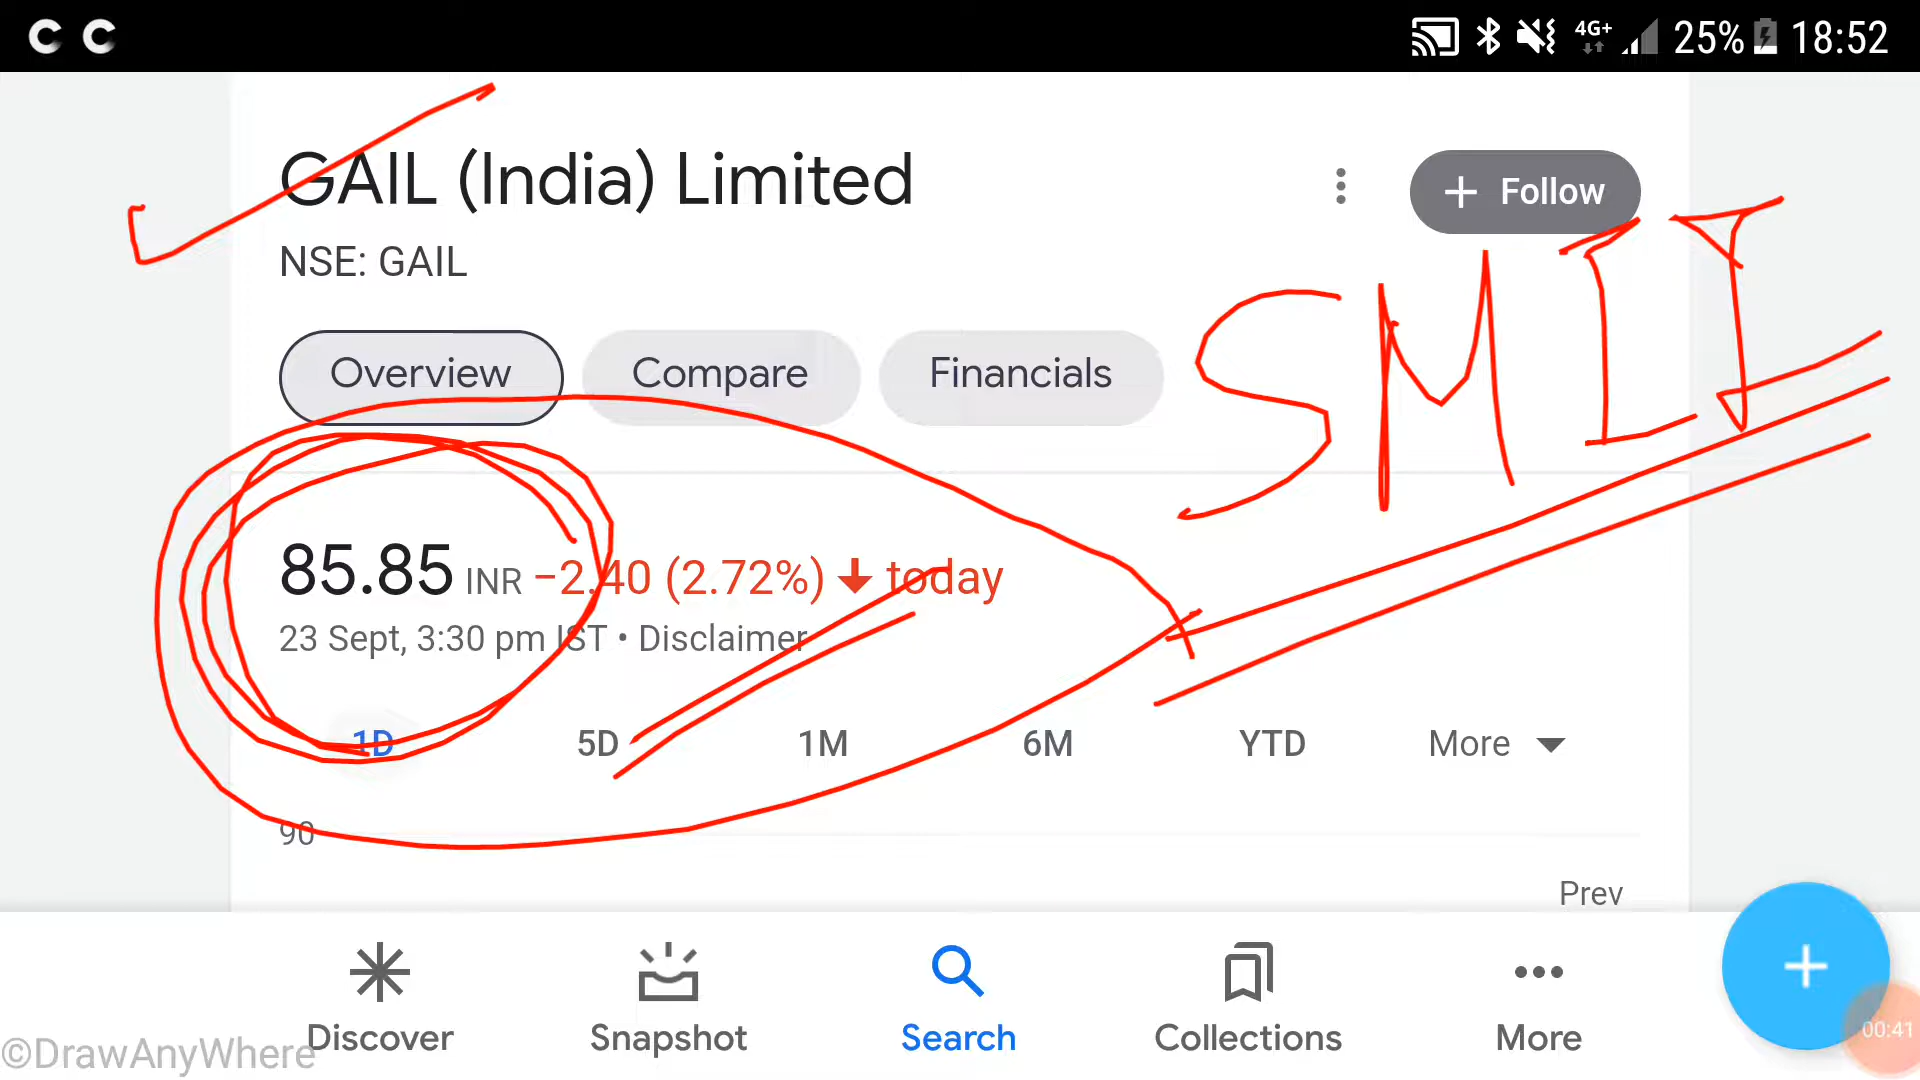 4G+ 25% 18:52
GAIL (India) Limited
+ Follow
NSE: GAIL
SMIT
Overview Compare Financials
85.85 INR −2.40 (2.72%) ↓ today
23 Sept, 3:30 pm IST • Disclaimer
1D 5D 1M 6M YTD More
90
Prev
Discover Snapshot Search Collections More
00:41
©DrawAnyWhere